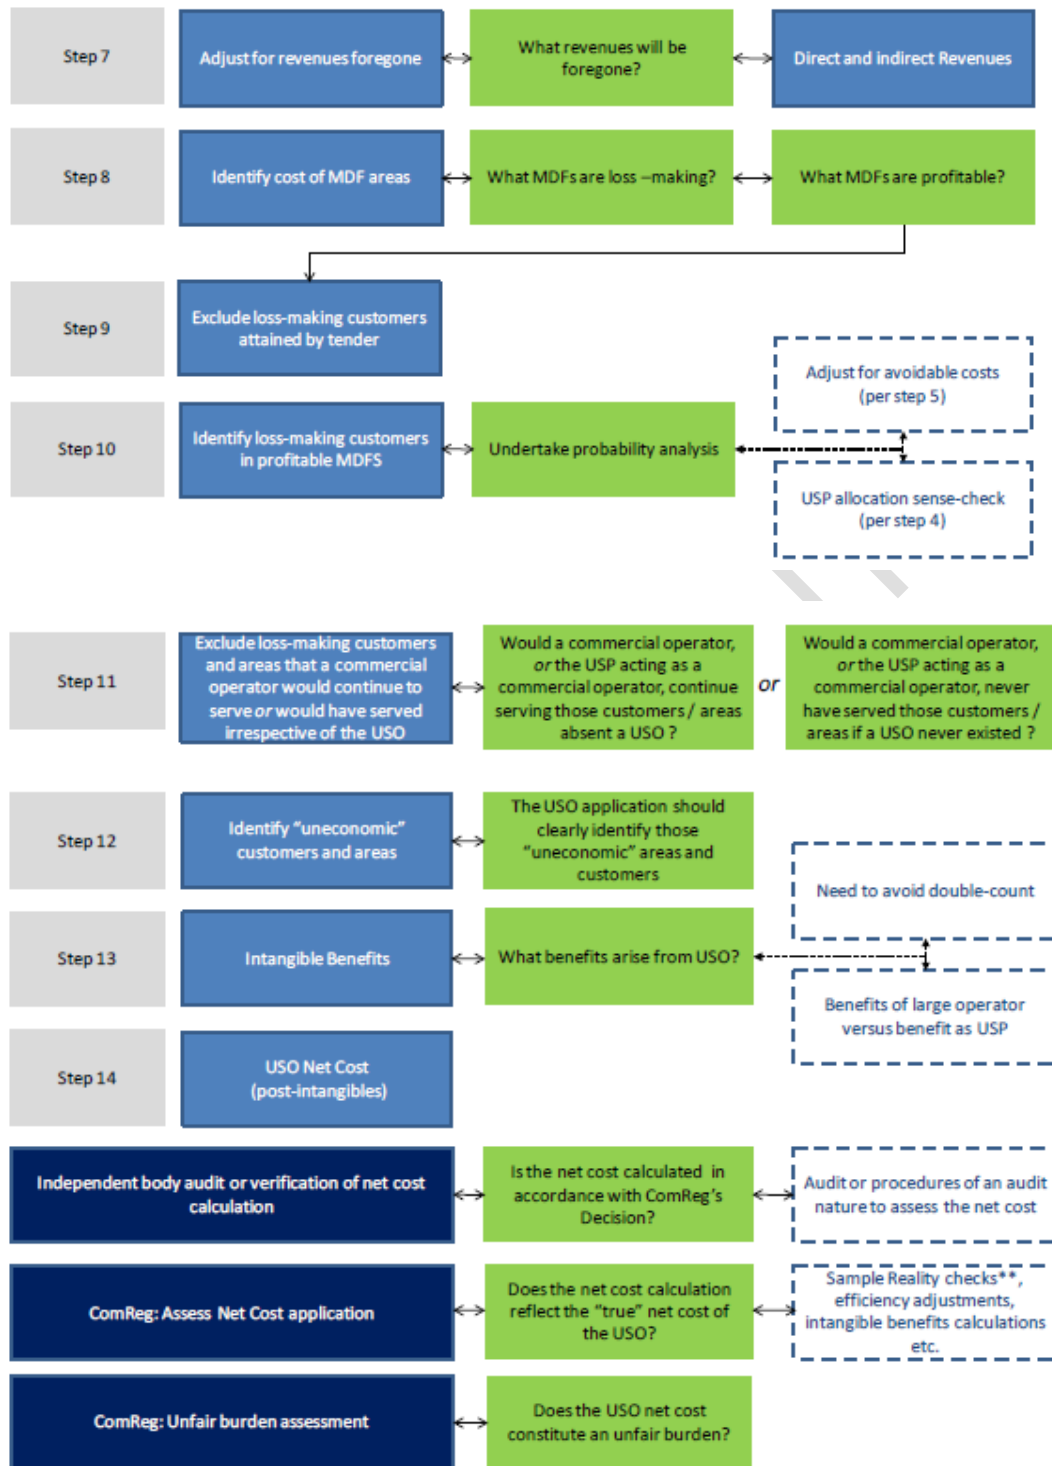 Step 7
Adjust for revenues foregone
What revenues will be
foregone?
Direct and indirect Revenues
Step 8
Identify cost of MDF areas
What MDFs are loss –making?
What MDFs are profitable?
Step 9
Exclude loss-making customers
attained by tender
Adjust for avoidable costs
(per step 5)
Step 10
Identify loss-making customers
in profitable MDFS
Undertake probability analysis
USP allocation sense-check
(per step 4)
Step 11
Exclude loss-making customers
and areas that a commercial
operator would continue to
serve or would have served
irrespective of the USO
Would a commercial operator,
or the USP acting as a
commercial operator, continue
serving those customers / areas
absent a USO ?
or
Would a commercial operator,
or the USP acting as a
commercial operator, never
have served those customers /
areas if a USO never existed ?
Step 12
Identify “uneconomic”
customers and areas
The USO application should
clearly identify those
“uneconomic” areas and
customers
Need to avoid double-count
Step 13
Intangible Benefits
What benefits arise from USO?
Benefits of large operator
versus benefit as USP
Step 14
USO Net Cost
(post-intangibles)
Independent body audit or verification of net cost
calculation
Is the net cost calculated in
accordance with ComReg’s
Decision?
Audit or procedures of an audit
nature to assess the net cost
ComReg: Assess Net Cost application
Does the net cost calculation
reflect the “true” net cost of
the USO?
Sample Reality checks**,
efficiency adjustments,
intangible benefits calculations
etc.
ComReg: Unfair burden assessment
Does the USO net cost
constitute an unfair burden?